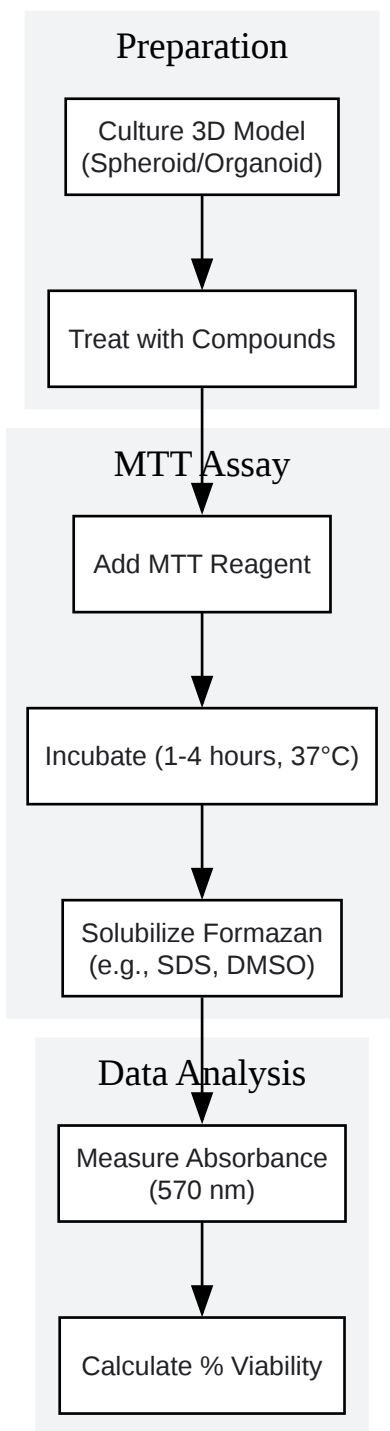 Preparation
Culture 3D Model
(Spheroid/Organoid)
Treat with Compounds
MTT Assay
Add MTT Reagent
Incubate (1-4 hours, 37°C)
Solubilize Formazan
(e.g., SDS, DMSO)
Data Analysis
Measure Absorbance
(570 nm)
Calculate % Viability